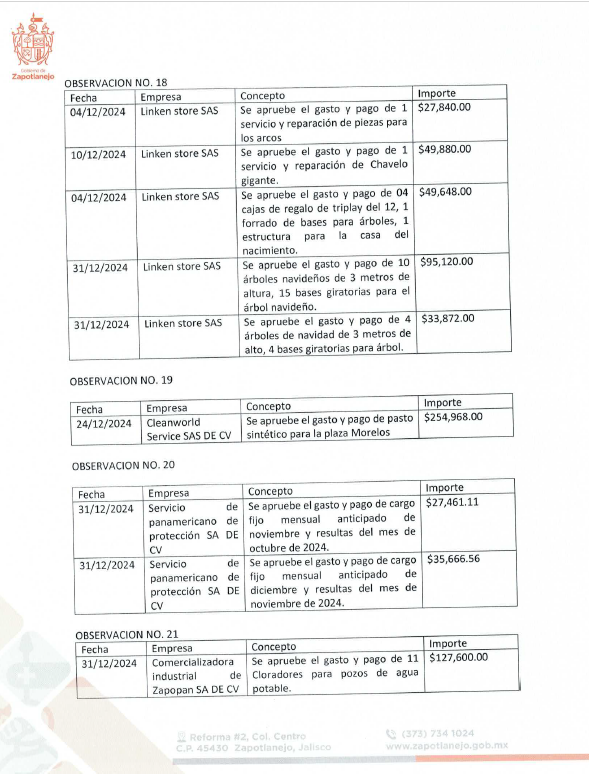 Gobierno de
Zapotlanejo
OBSERVACION NO. 18
Fecha Empresa Concepto Importe
04/12/2024 Linken store SAS Se apruebe el gasto y pago de 1 $27,840.00
servicio y reparación de piezas para
los arcos
10/12/2024 Linken store SAS Se apruebe el gasto y pago de 1 $49,880.00
servicio y reparación de Chavelo
gigante.
04/12/2024 Linken store SAS Se apruebe el gasto y pago de 04 $49,648.00
cajas de regalo de triplay del 12, 1
forrado de bases para árboles, 1
estructura para la casa del
nacimiento.
31/12/2024 Linken store SAS Se apruebe el gasto y pago de 10 $95,120.00
árboles navideños de 3 metros de
altura, 15 bases giratorias para el
árbol navideño.
31/12/2024 Linken store SAS Se apruebe el gasto y pago de 4 $33,872.00
árboles de navidad de 3 metros de
alto, 4 bases giratorias para árbol.
OBSERVACION NO. 19
Fecha Empresa Concepto Importe
24/12/2024 Cleanworld Se apruebe el gasto y pago de pasto $254,968.00
Service SAS DE CV sintético para la plaza Morelos
OBSERVACION NO. 20
Fecha Empresa Concepto Importe
31/12/2024 Servicio de Se apruebe el gasto y pago de cargo $27,461.11
panamericano de fijo mensual anticipado de
protección SA DE noviembre y resultas del mes de
CV octubre de 2024.
31/12/2024 Servicio de Se apruebe el gasto y pago de cargo $35,666.56
panamericano de fijo mensual anticipado de
protección SA DE diciembre y resultas del mes de
CV noviembre de 2024.
OBSERVACION NO. 21
Fecha Empresa Concepto Importe
31/12/2024 Comercializadora Se apruebe el gasto y pago de 11 $127,600.00
industrial de Cloradores para pozos de agua
Zapopan SA DE CV potable.
Reforma #2, Col. Centro (373) 734 1024
C.P. 45430 Zapotlanejo, Jalisco www.zapotlanejo.gob.mx